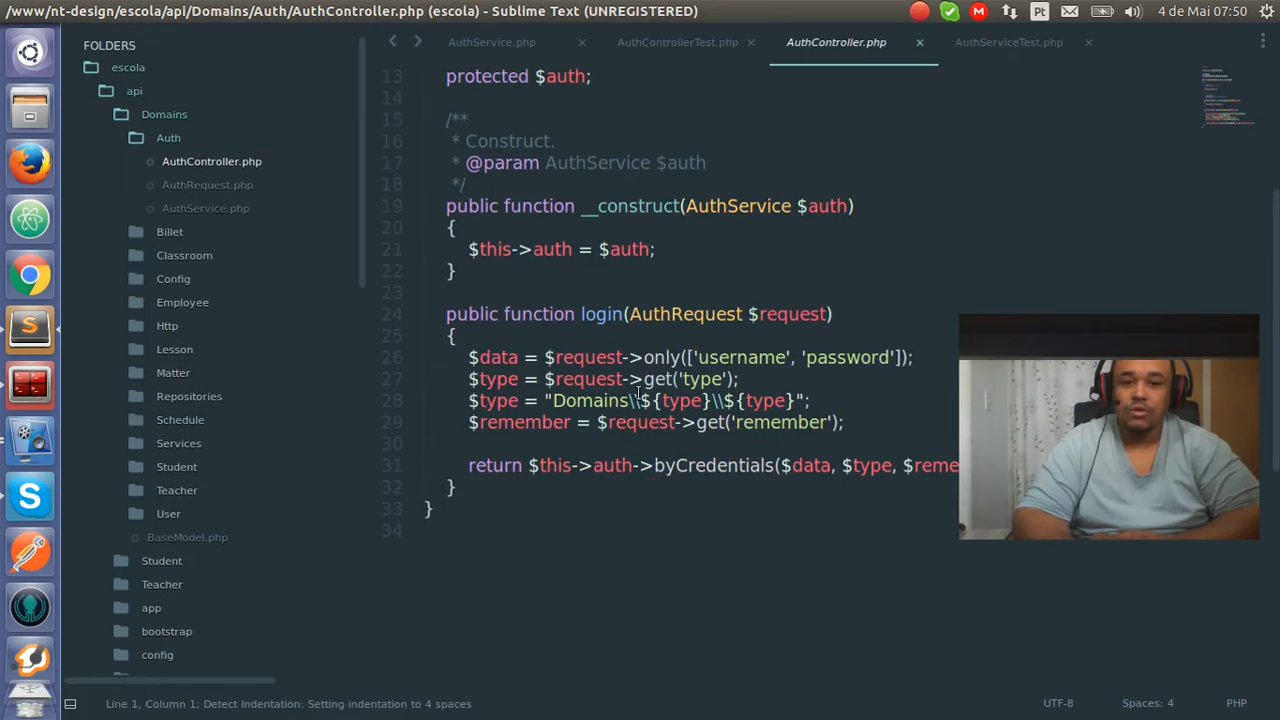 /www/nt-design/escola/api/Domains/Auth/AuthController.php (escola) - Sublime Text (UNREGISTERED)
Pt
4 de Mai 07:50
FOLDERS
escola
api
Domains
Auth
AuthController.php
AuthRequest.php
AuthService.php
Billet
Classroom
Config
Employee
Http
Lesson
Matter
Repositories
Schedule
Services
Student
Teacher
User
BaseModel.php
Student
Teacher
app
bootstrap
config
AuthService.php
AuthControllerTest.php
AuthController.php
AuthServiceTest.php
13 protected $auth;
14
15 /**
16 * Construct.
17 * @param AuthService $auth
18 */
19 public function __construct(AuthService $auth)
20 {
21 $this->auth = $auth;
22 }
23
24 public function login(AuthRequest $request)
25 {
26 $data = $request->only(['username', 'password']);
27 $type = $request->get('type');
28 $type = "Domains\\${type}\\${type}";
29 $remember = $request->get('remember');
30
31 return $this->auth->byCredentials($data, $type, $reme
32 }
33 }
34
Line 1, Column 1; Detect Indentation: Setting indentation to 4 spaces
UTF-8
Spaces: 4
PHP